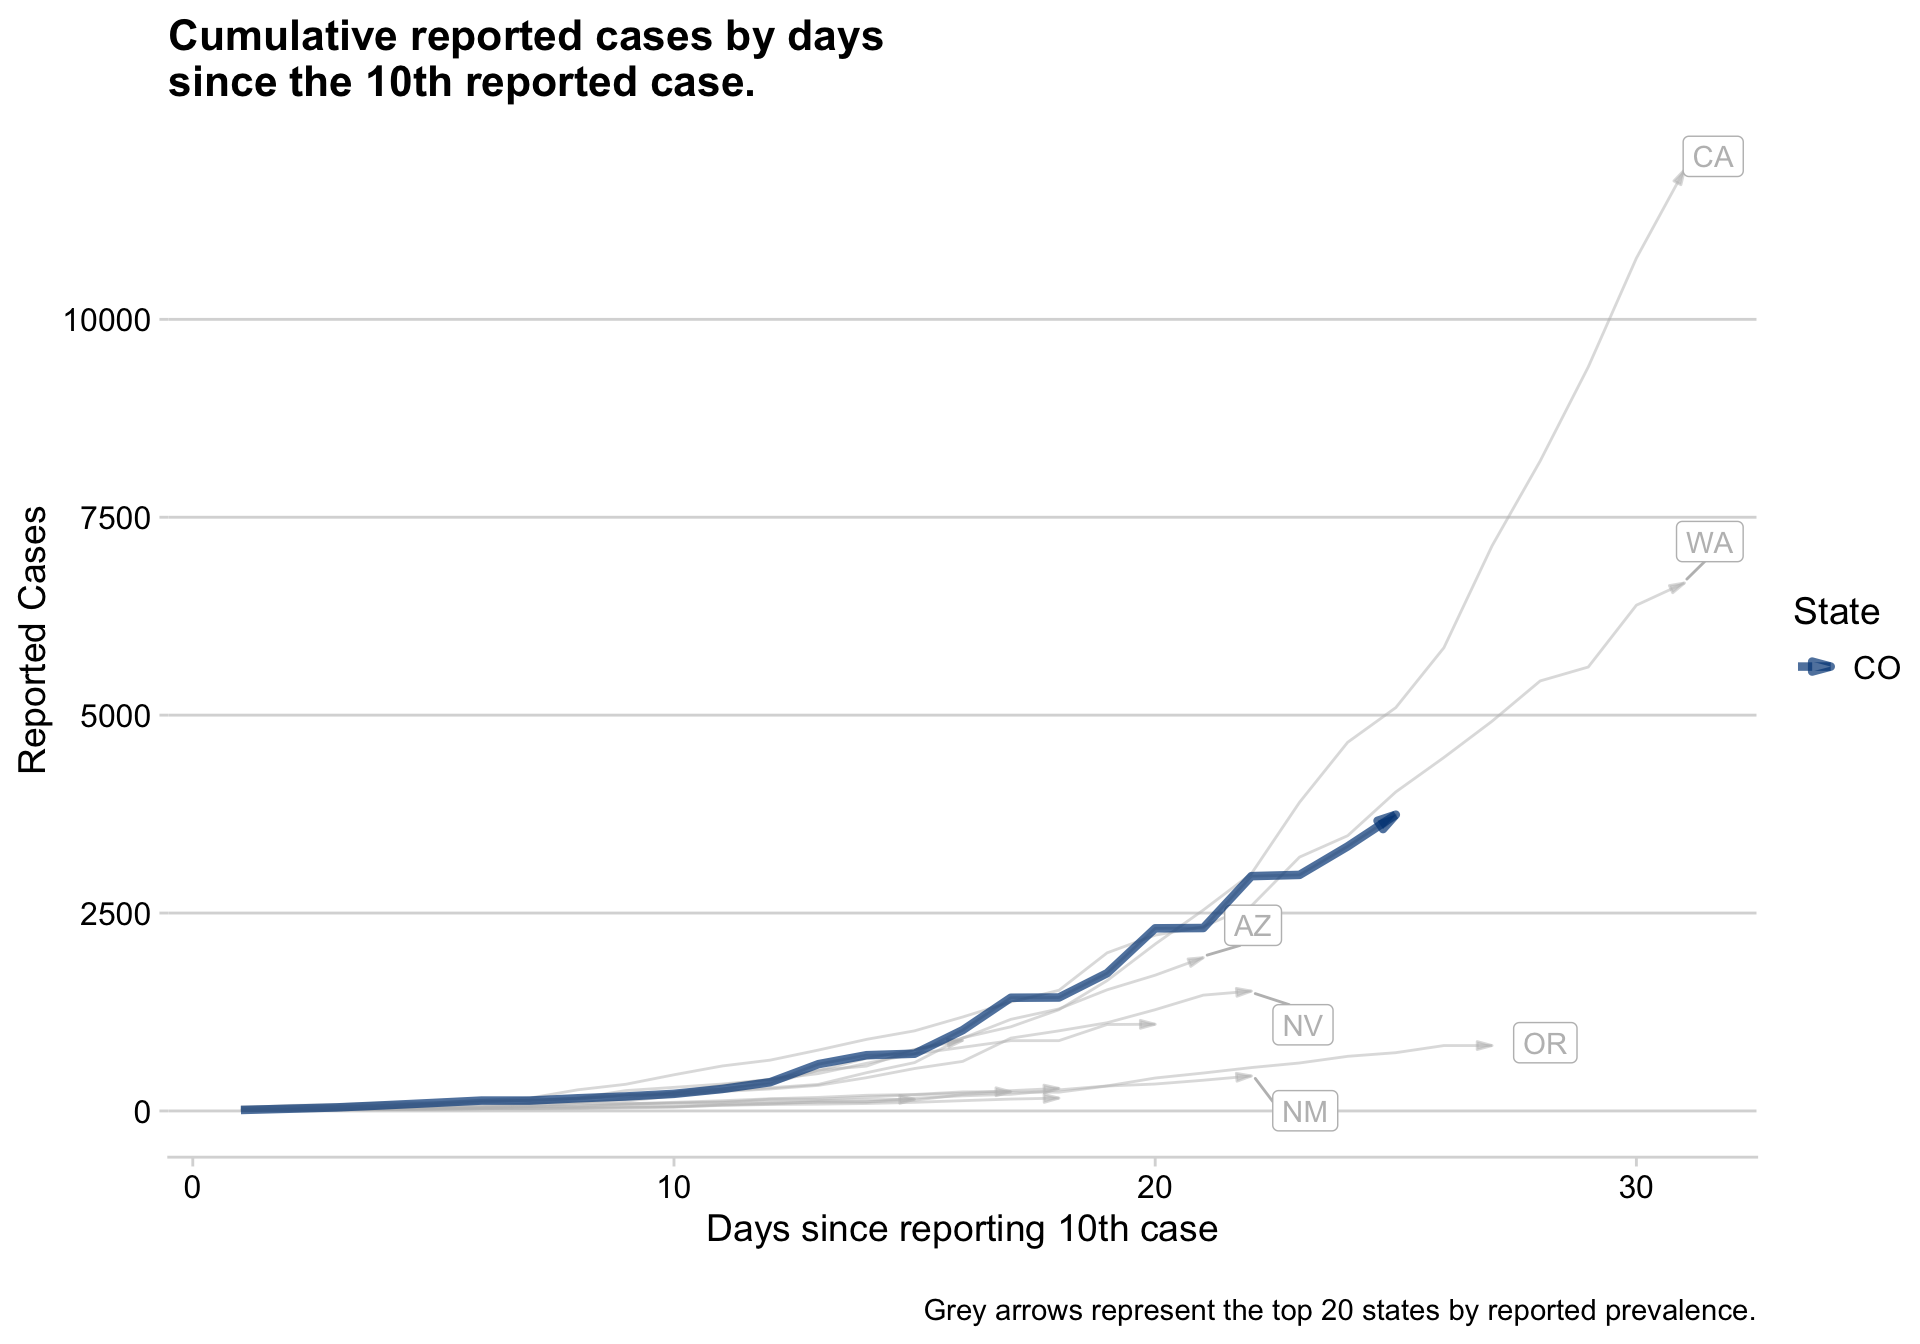 Cumulative reported cases by days
since the 10th reported case.
CA
10000
7500
WA
Reported Cases
State
CO
5000
2500
AZ
NV
OR
NM
0
0 10 20 30
Days since reporting 10th case
Grey arrows represent the top 20 states by reported prevalence.